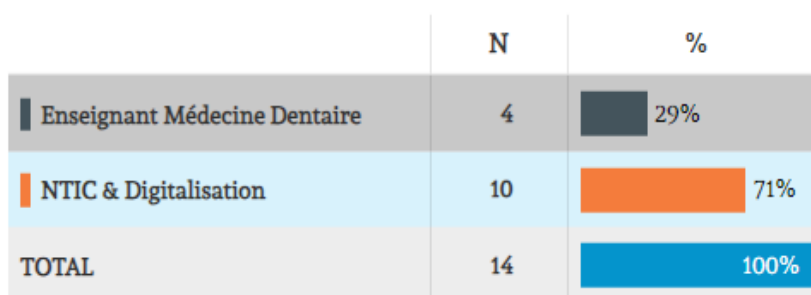 N %
Enseignant Médecine Dentaire 4 29%
NTIC & Digitalisation 10 71%
TOTAL 14 100%